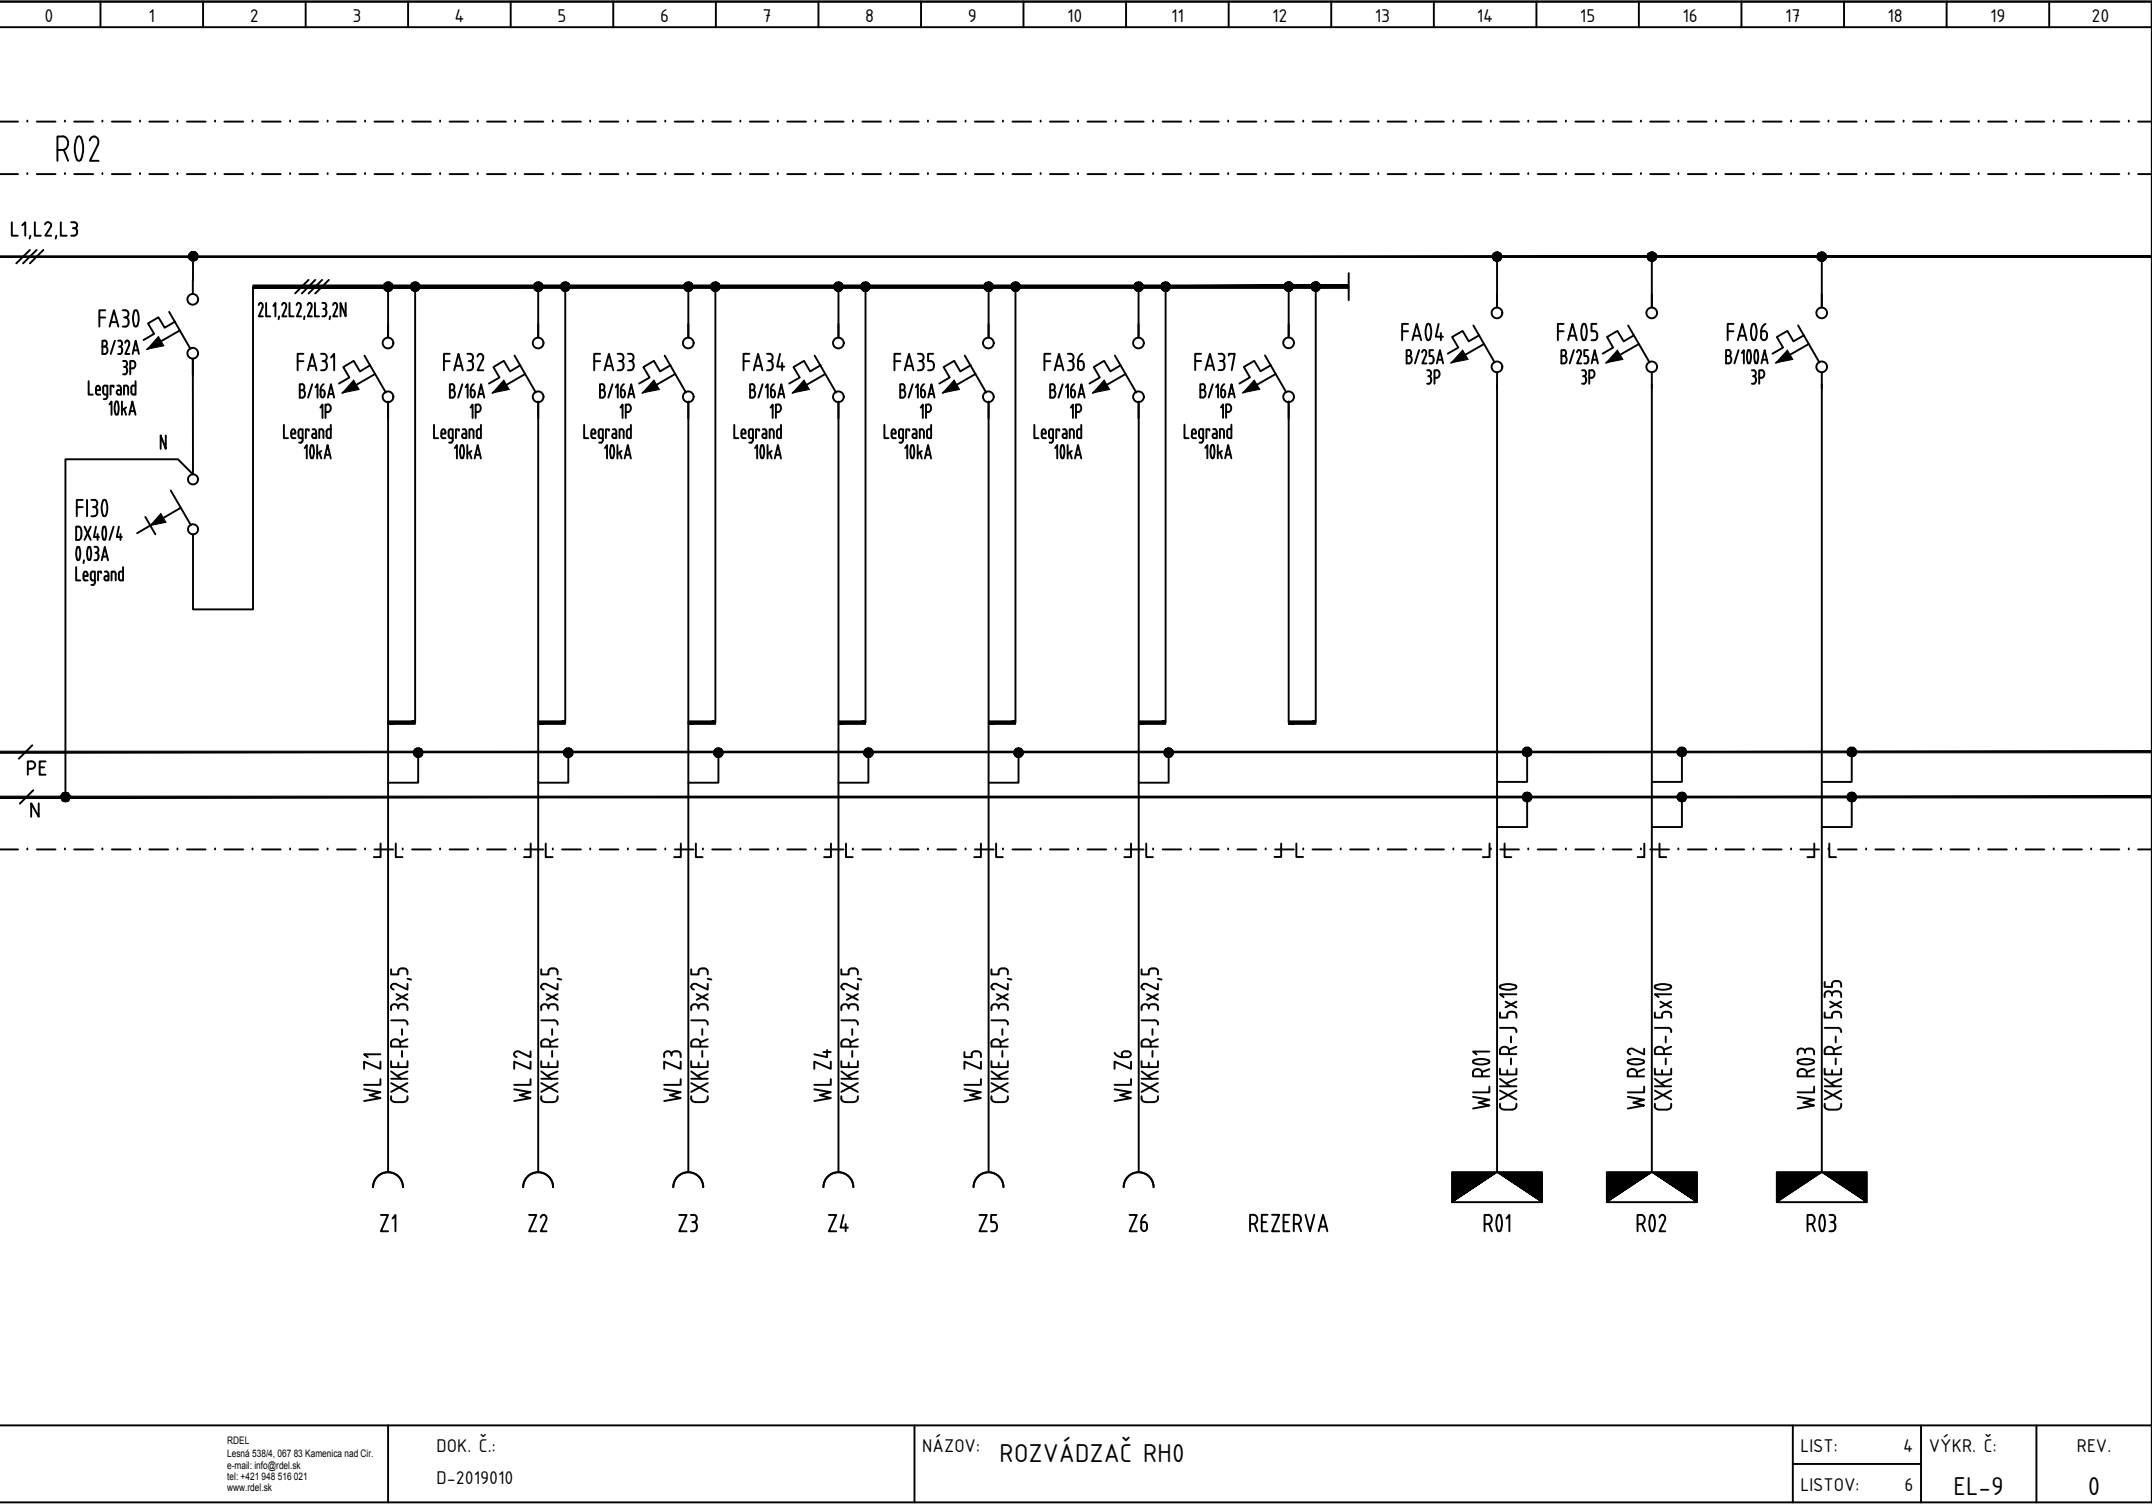 0 1 2 3 4 5 6 7 8 9 10 11 12 13 14 15 16 17 18 19 20
R02
L1,L2,L3
2L1,2L2,2L3,2N
FA30
B/32A
3P
Legrand
10kA
N
FI30
DX40/4
0,03A
Legrand
FA31
B/16A
1P
Legrand
10kA
FA32
B/16A
1P
Legrand
10kA
FA33
B/16A
1P
Legrand
10kA
FA34
B/16A
1P
Legrand
10kA
FA35
B/16A
1P
Legrand
10kA
FA36
B/16A
1P
Legrand
10kA
FA37
B/16A
1P
Legrand
10kA
FA04
B/25A
3P
FA05
B/25A
3P
FA06
B/100A
3P
PE
N
WL Z1
CXKE-R-J 3x2,5
WL Z2
CXKE-R-J 3x2,5
WL Z3
CXKE-R-J 3x2,5
WL Z4
CXKE-R-J 3x2,5
WL Z5
CXKE-R-J 3x2,5
WL Z6
CXKE-R-J 3x2,5
WL R01
CXKE-R-J 5x10
WL R02
CXKE-R-J 5x10
WL R03
CXKE-R-J 5x35
Z1 Z2 Z3 Z4 Z5 Z6 REZERVA R01 R02 R03
RDEL
Lesná 538/4, 067 83 Kamenica nad Cir.
e-mail: info@rdel.sk
tel: +421 948 516 021
www.rdel.sk
DOK. Č.:
D-2019010
NÁZOV: ROZVÁDZAČ RH0
LIST: 4
LISTOV: 6
VÝKR. Č:
EL-9
REV.
0